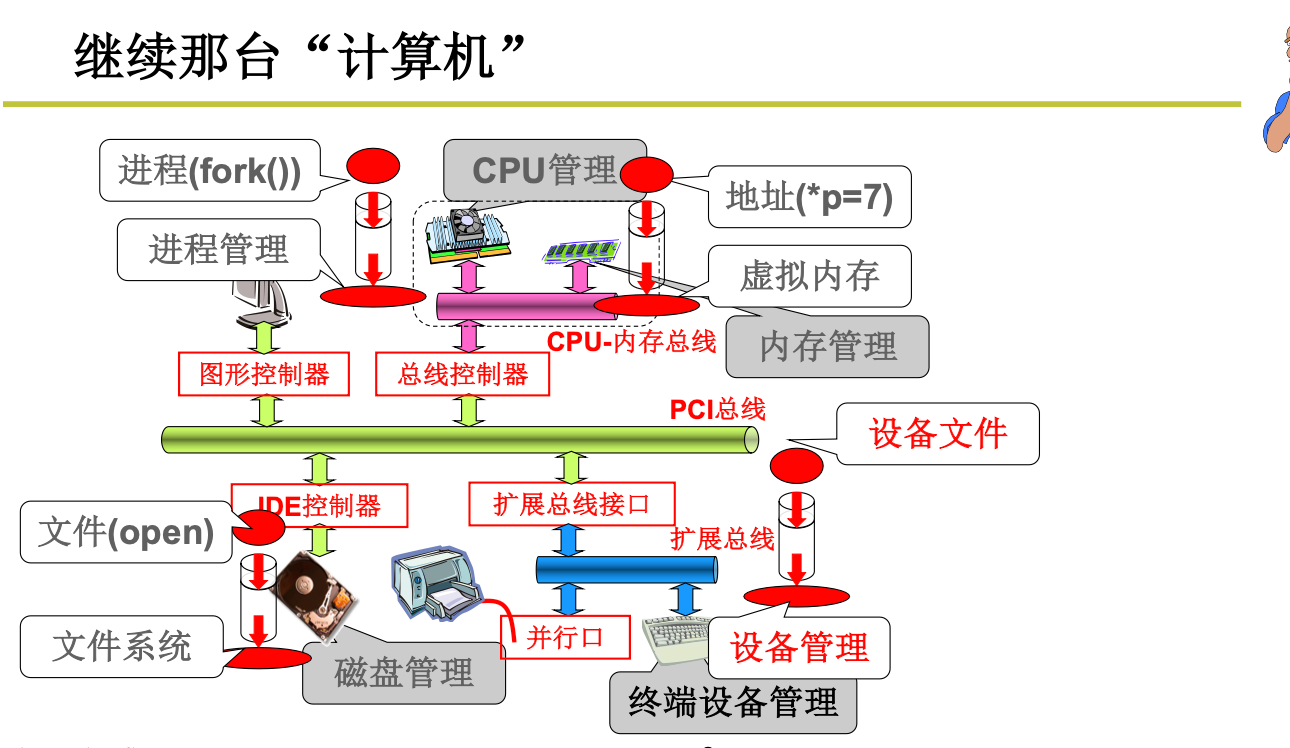 继续那台“计算机”
进程(fork())
CPU管理
地址(*p=7)
进程管理
虚拟内存
CPU-内存总线
内存管理
图形控制器
总线控制器
PCI总线
设备文件
IDE控制器
扩展总线接口
文件(open)
扩展总线
文件系统
并行口
设备管理
磁盘管理
终端设备管理